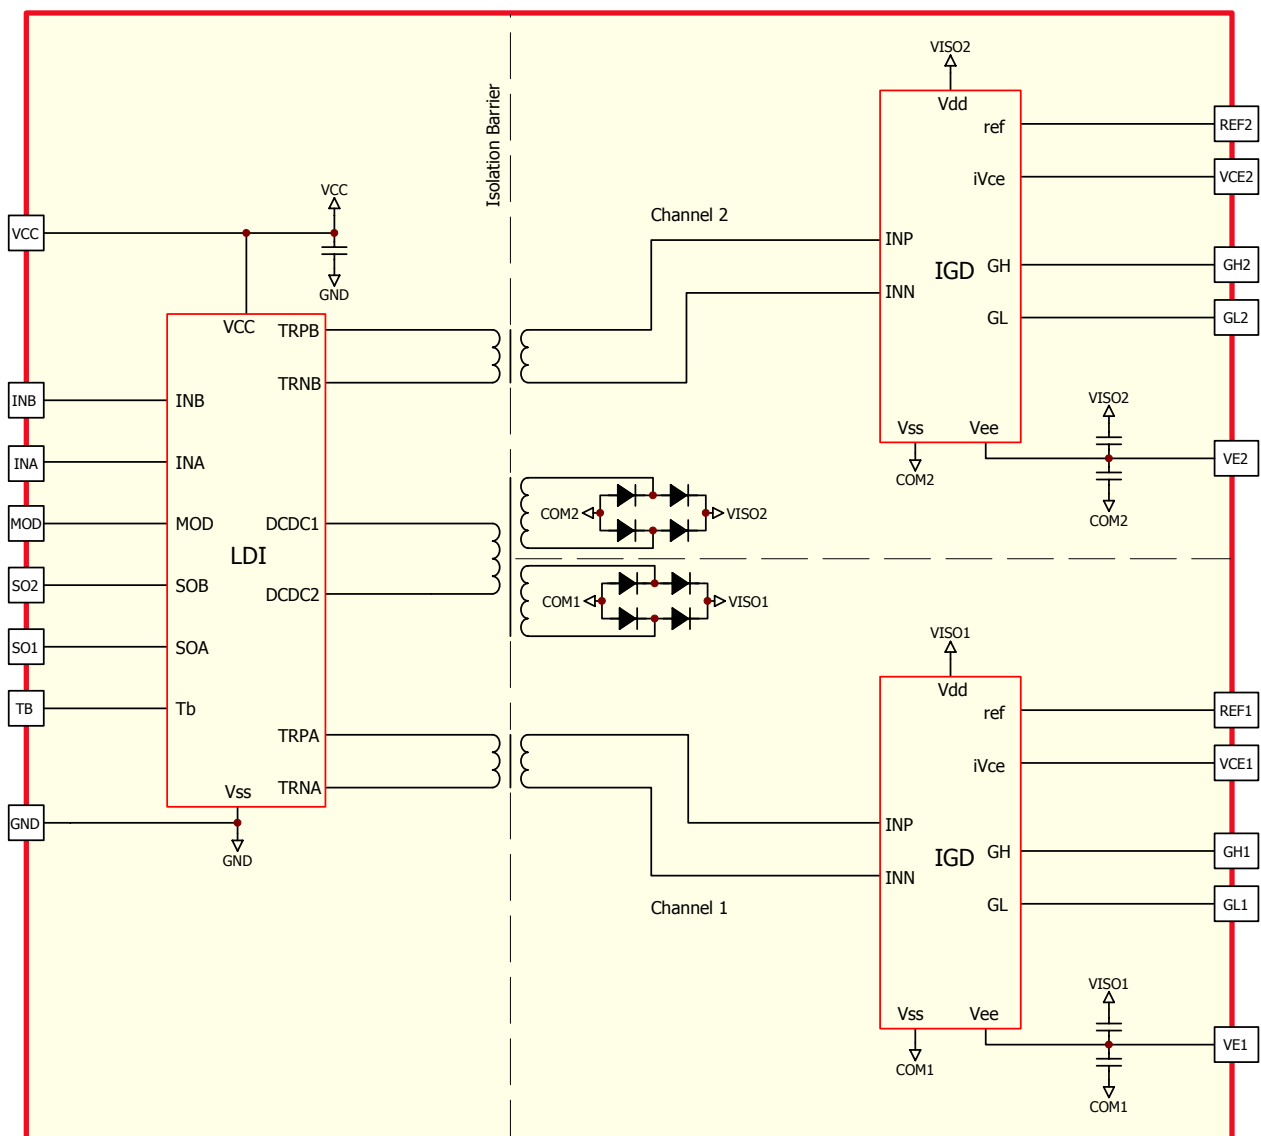 VISO2
Vdd
ref
REF2
iVce
VCE2
Isolation Barrier
VCC
Channel 2
VCC
INP
IGD
GH
GH2
INN
GL
GL2
GND
VCC
TRPB
TRNB
INB
INB
VISO2
Vss
Vee
VE2
INA
INA
COM2
COM2
MOD
MOD
DCDC1
COM2
VISO2
LDI
SO2
SOB
DCDC2
COM1
VISO1
SO1
SOA
VISO1
Vdd
TB
Tb
ref
REF1
TRPA
iVce
VCE1
Vss
TRNA
GND
GND
INP
IGD
GH
GH1
INN
GL
GL1
Channel 1
VISO1
Vss
Vee
VE1
COM1
COM1